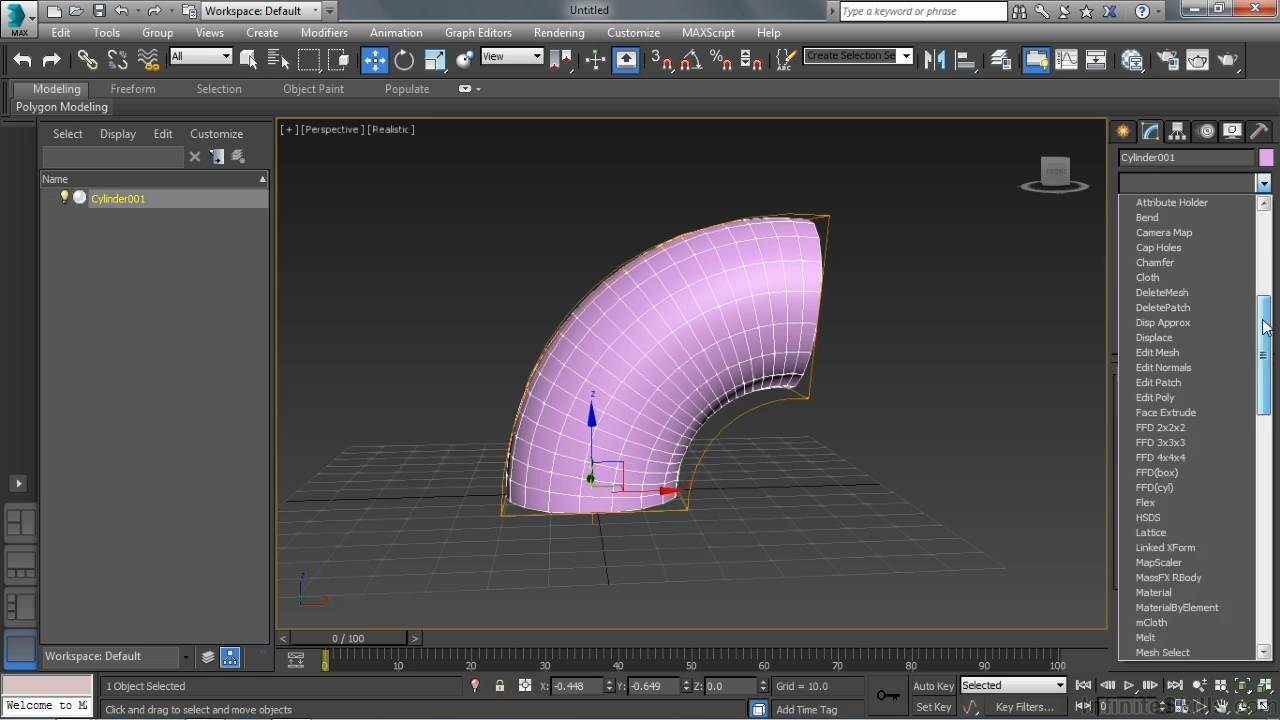 MAX
Workspace: Default
Untitled
Type a keyword or phrase
Edit Tools Group Views Create Modifiers Animation Graph Editors Rendering Customize MAXScript Help
All
View
Create Selection Se
Modeling Freeform Selection Object Paint Populate
Polygon Modeling
Select Display Edit Customize
Name
Cylinder001
[ + ] [Perspective ] [Realistic ]
FRONT
z
z
x
Cylinder001
Attribute Holder
Bend
Camera Map
Cap Holes
Chamfer
Cloth
DeleteMesh
DeletePatch
Disp Approx
Displace
Edit Mesh
Edit Normals
Edit Patch
Edit Poly
Face Extrude
FFD 2x2x2
FFD 3x3x3
FFD 4x4x4
FFD(box)
FFD(cyl)
Flex
HSDS
Lattice
Linked XForm
MapScaler
MassFX RBody
Material
MaterialByElement
mCloth
Melt
Mesh Select
< 0 / 100 >
Workspace: Default
0 10 20 30 40 50 60 70 80 90 100
1 Object Selected
X: -0.448 Y: -0.649 Z: 0.0 Grid = 10.0
Auto Key Selected
Welcome to M
Click and drag to select and move objects
Add Time Tag
Set Key Key Filters... 0